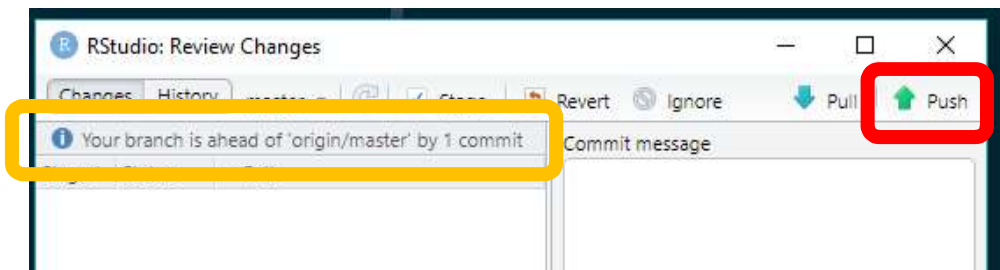 R RStudio: Review Changes
Changes History master Stage Revert Ignore Pull Push
Your branch is ahead of 'origin/master' by 1 commit
Commit message